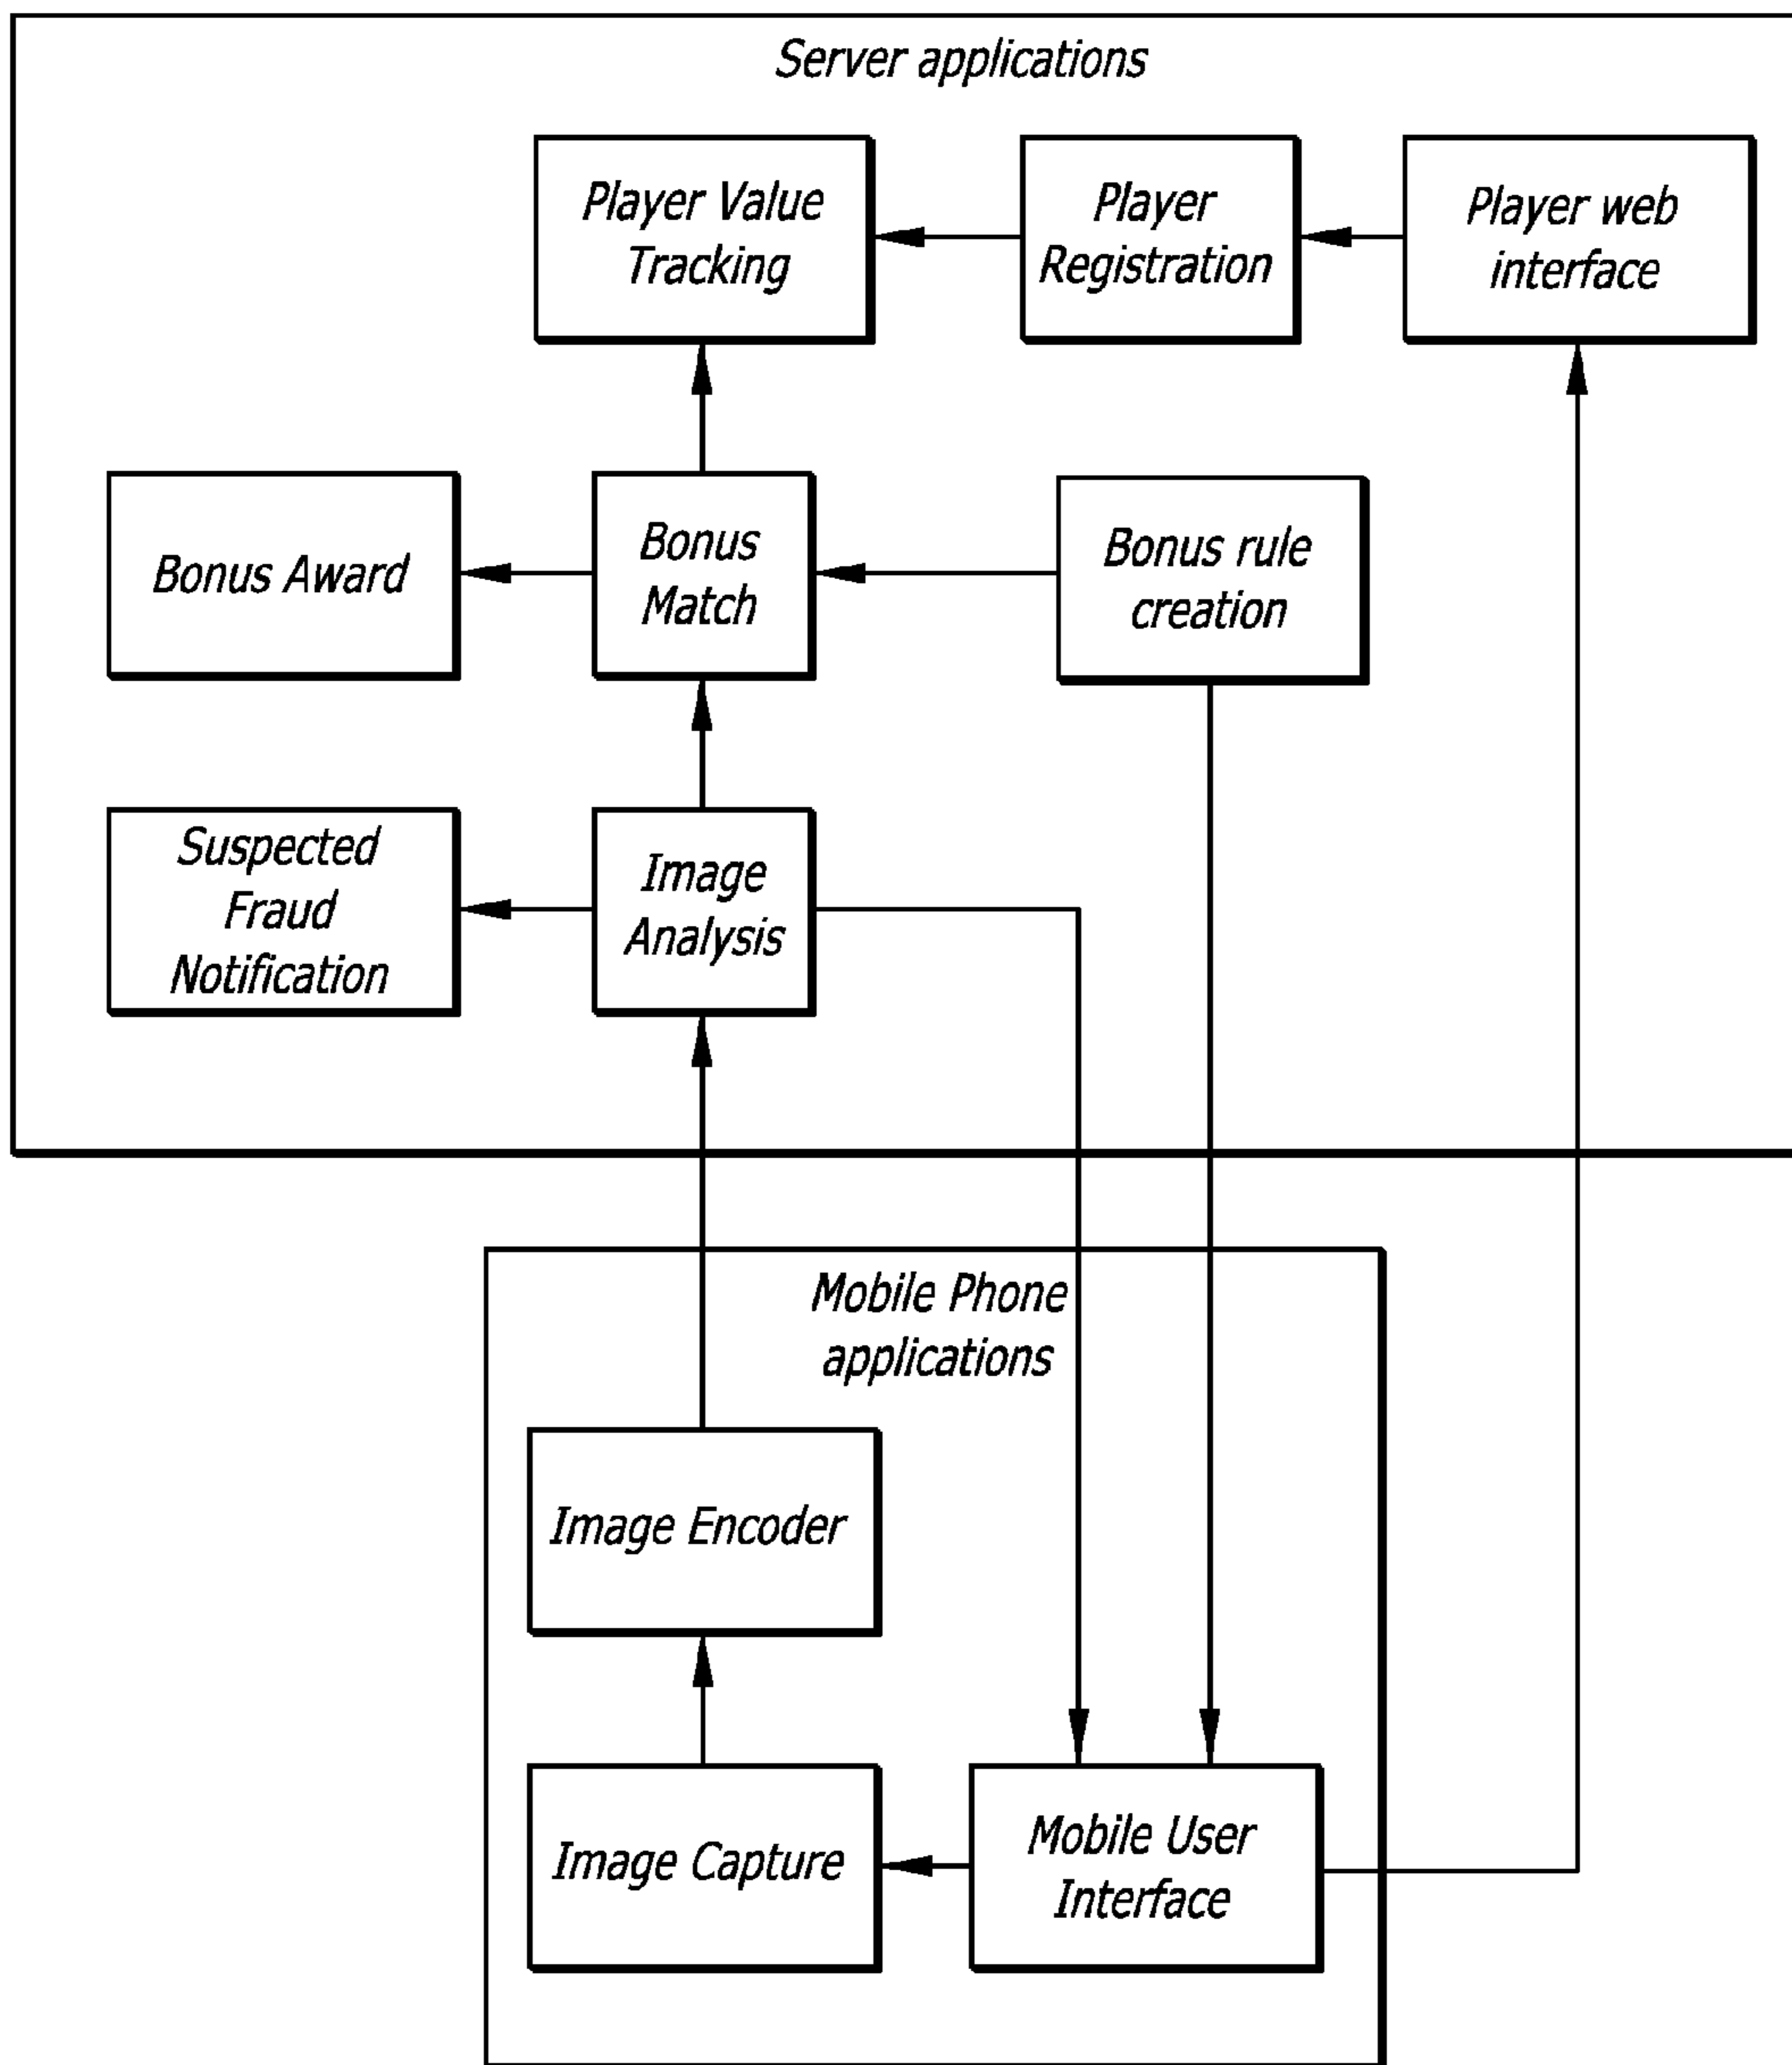 Server applications
Player Value
Tracking
Player
Registration
Player web
interface
Bonus Award
Bonus
Match
Bonus rule
creation
Suspected
Fraud
Notification
Image
Analysis
Mobile Phone
applications
Image Encoder
Image Capture
Mobile User
Interface